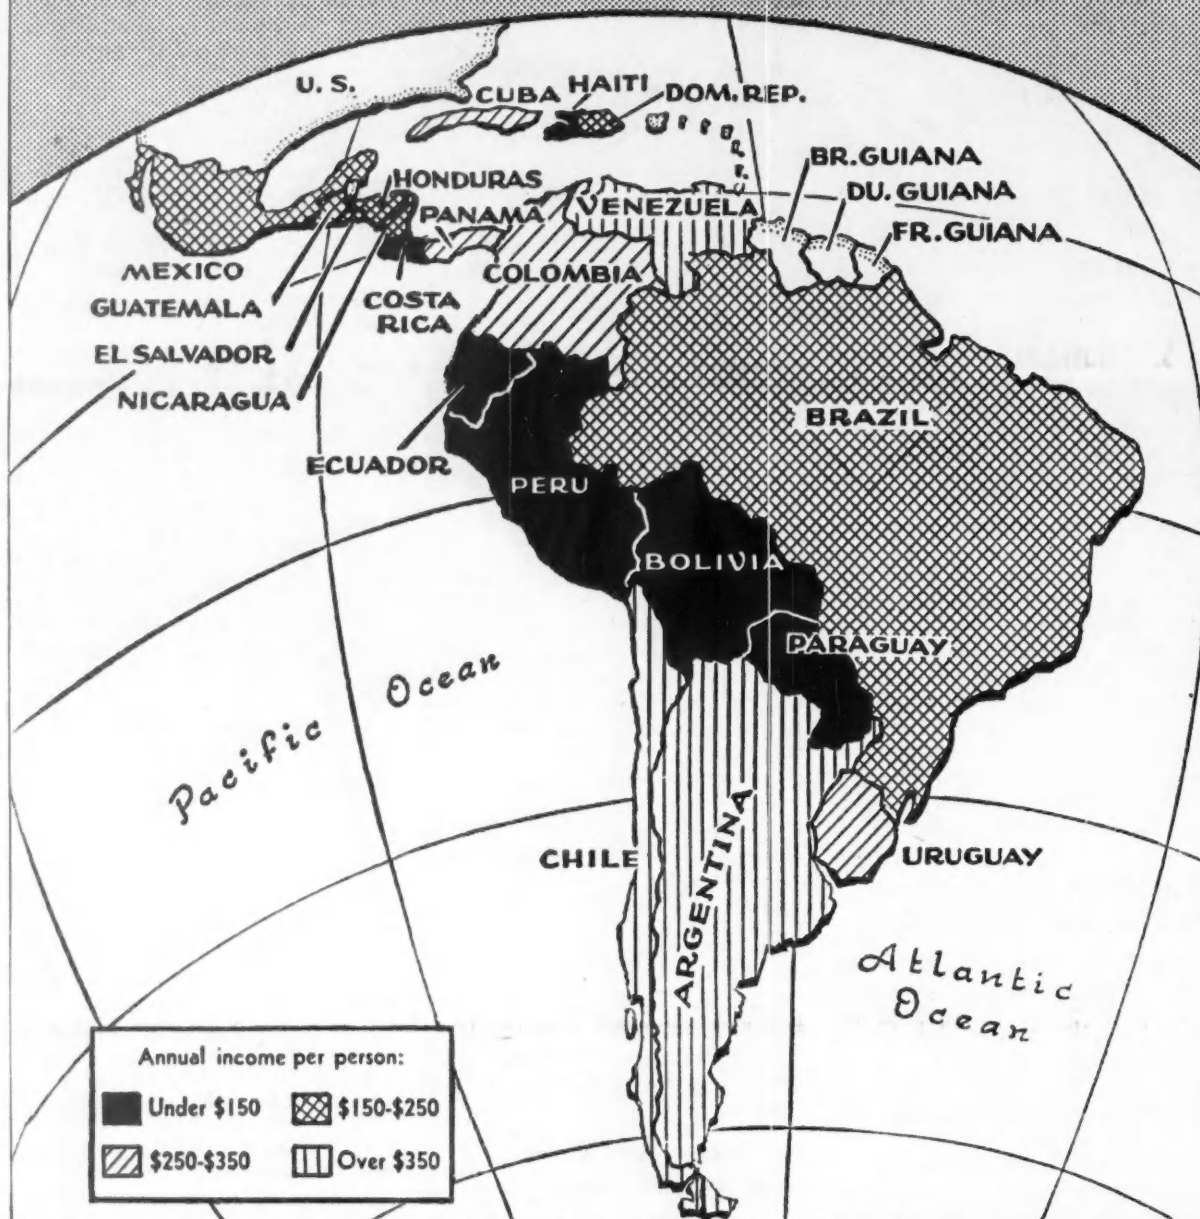 U. S.
CUBA
HAITI
DOM. REP.
BR. GUIANA
DU. GUIANA
FR. GUIANA
HONDURAS
PANAMA
VENEZUELA
MEXICO
GUATEMALA
COSTA
RICA
COLOMBIA
EL SALVADOR
NICARAGUA
ECUADOR
BRAZIL
PERU
BOLIVIA
PARAGUAY
Pacific Ocean
CHILE
ARGENTINA
URUGUAY
Atlantic
Ocean
Annual income per person:
Under $150
$150-$250
$250-$350
Over $350